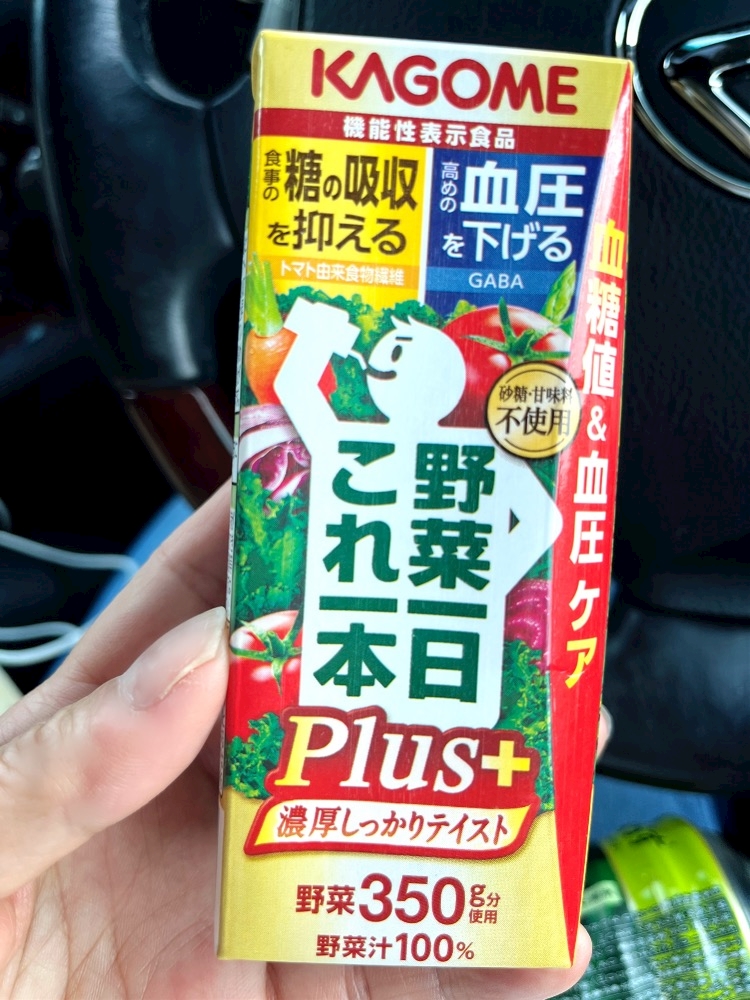 KAGOME
機能性表示食品
食事の糖の吸収
を抑える
トマト由来食物繊維
高めの血圧
を下げる
GABA
血糖値&血圧ケア
砂糖・甘味料
不使用
野菜一日
これ一本
Plus+
濃厚しっかりテイスト
野菜350g分使用
野菜汁100%